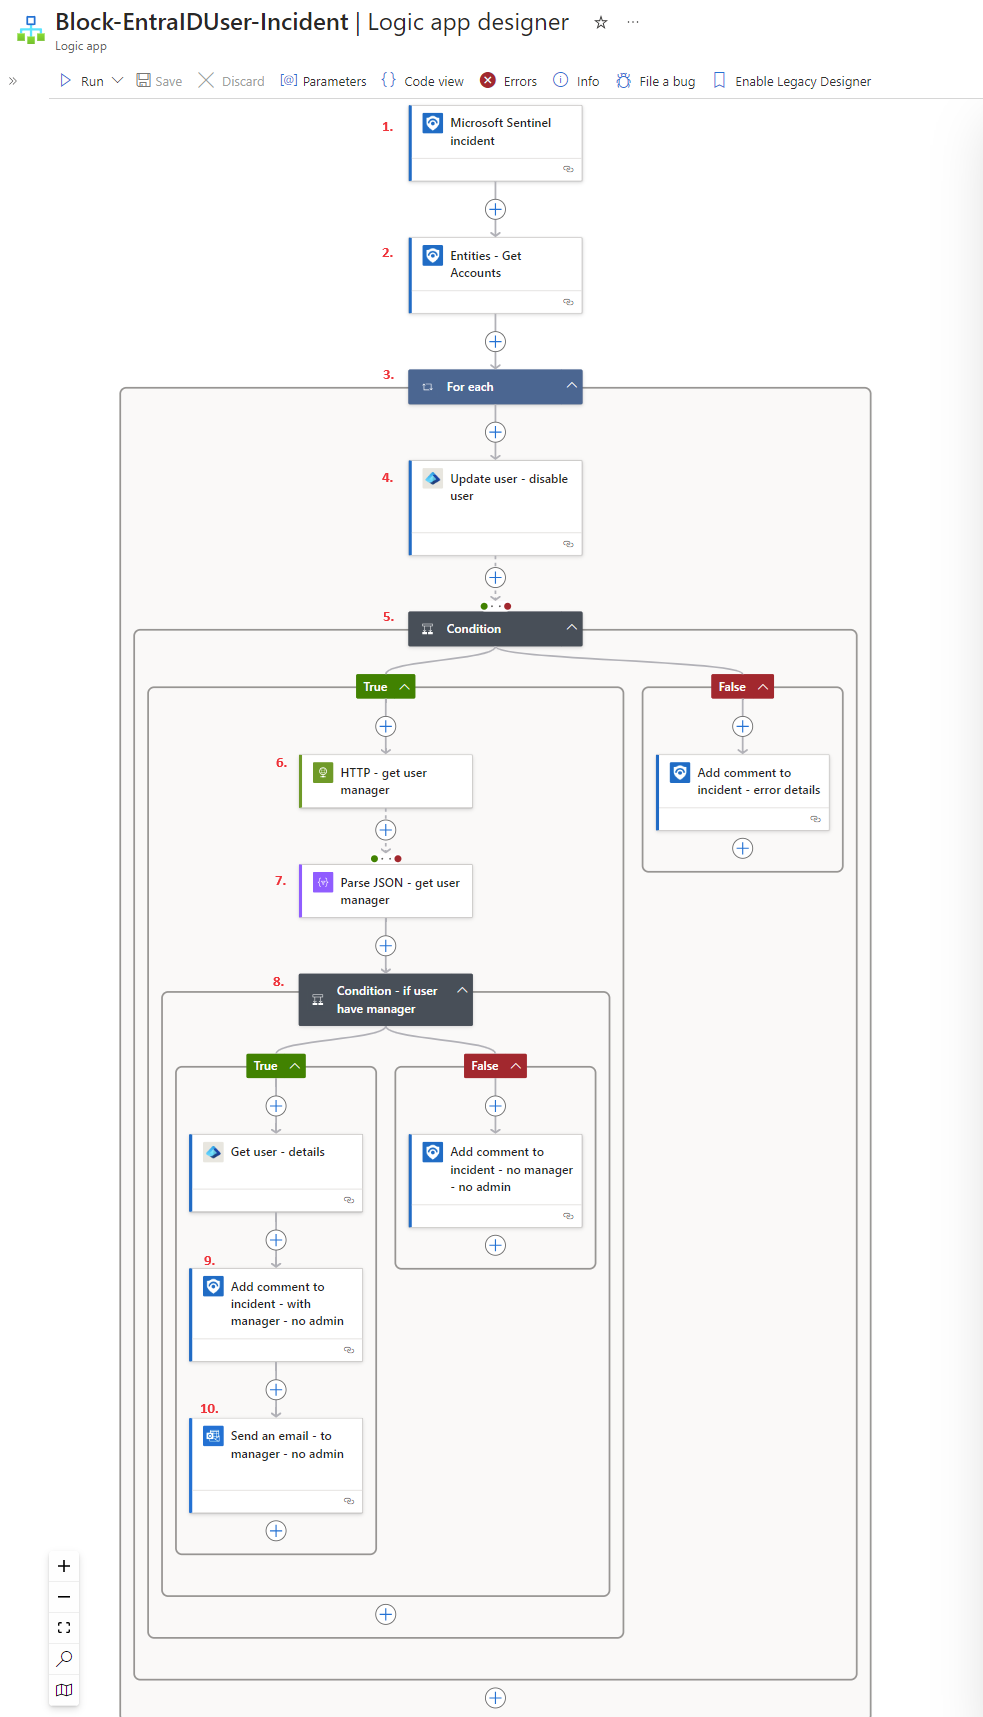 Block-EntraIDUser-Incident | Logic app designer
Logic app
Run Save Discard Parameters Code view Errors Info File a bug Enable Legacy Designer
1.
Microsoft Sentinel
incident
2.
Entities - Get
Accounts
3.
For each
4.
Update user - disable
user
5.
Condition
True
False
6.
HTTP - get user
manager
Add comment to
incident - error details
7.
Parse JSON - get user
manager
8.
Condition - if user
have manager
True
False
Get user - details
Add comment to
incident - no manager
- no admin
9.
Add comment to
incident - with
manager - no admin
10.
Send an email - to
manager - no admin